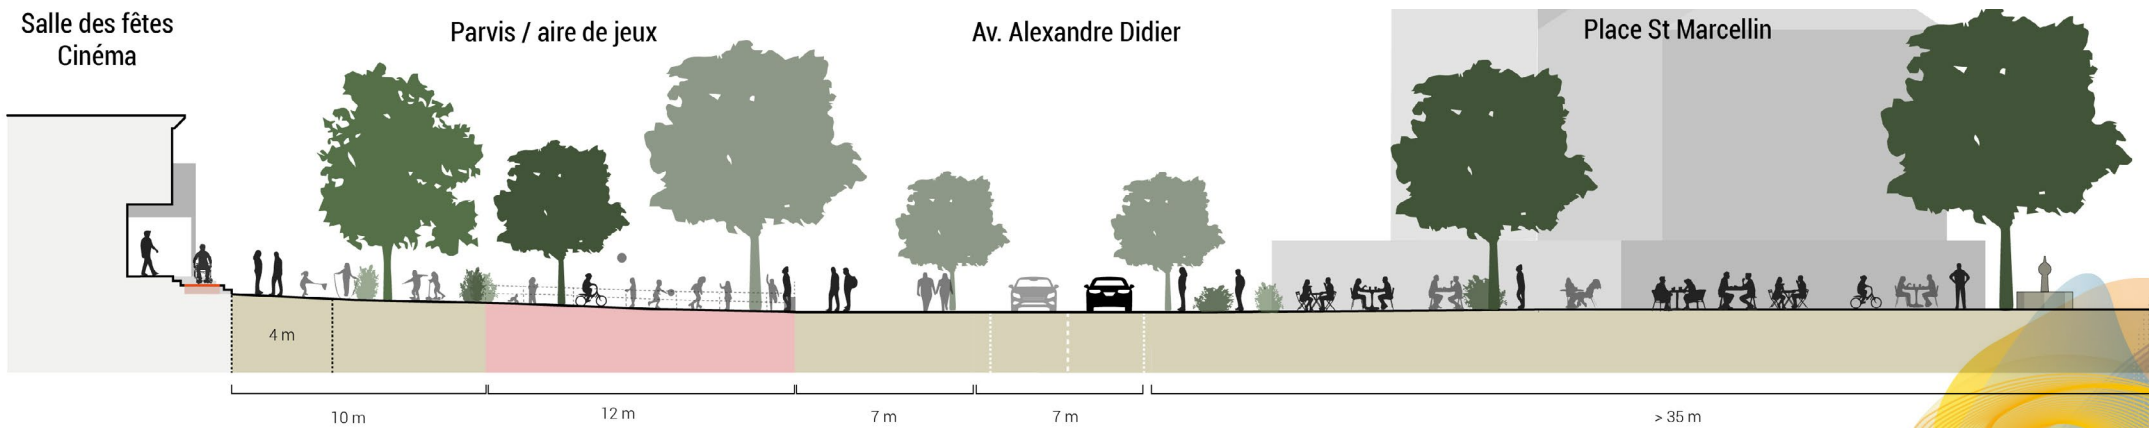 Salle des fêtes
Cinéma
Parvis / aire de jeux
Av. Alexandre Didier
Place St Marcellin
4 m
10 m
12 m
7 m
7 m
> 35 m